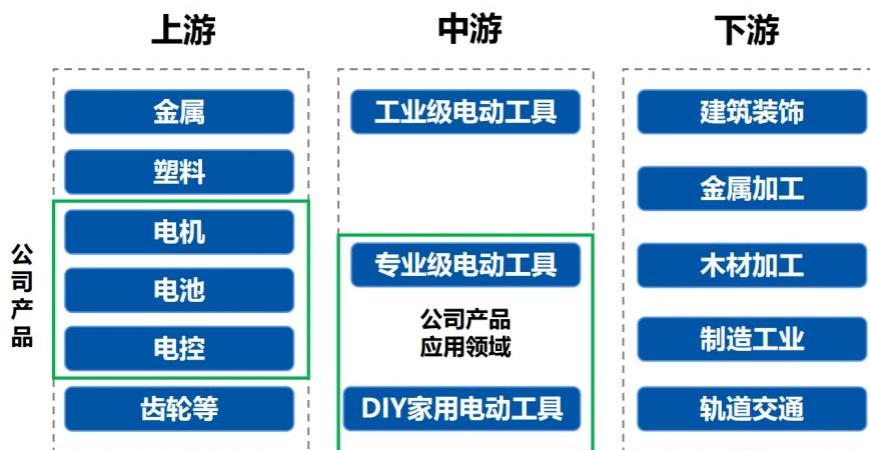 上游
金属
塑料
公司产品
电机
电池
电控
齿轮等
中游
工业级电动工具
专业级电动工具
公司产品
应用领域
DIY家用电动工具
下游
建筑装饰
金属加工
木材加工
制造工业
轨道交通